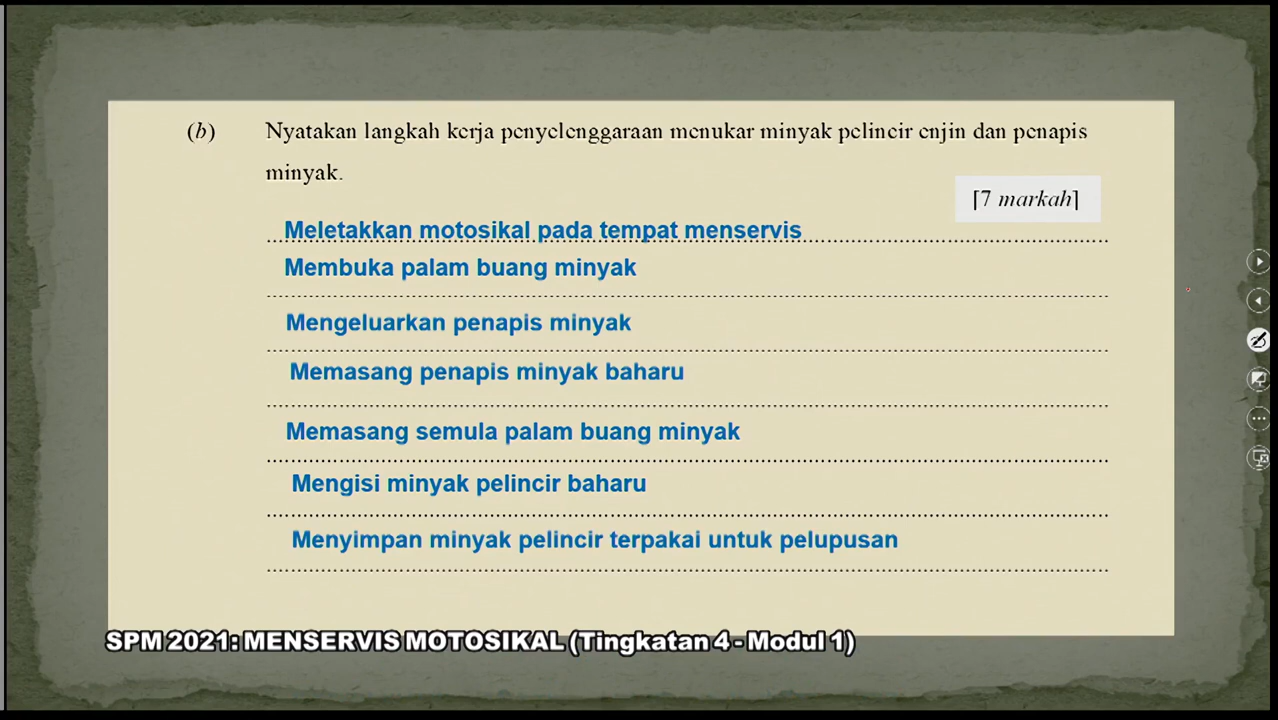 (b) Nyatakan langkah kerja penyelenggaraan menukar minyak pelincir enjin dan penapis
minyak.
[7 markah]
Meletakkan motosikal pada tempat menservis
Membuka palam buang minyak
Mengeluarkan penapis minyak
Memasang penapis minyak baharu
Memasang semula palam buang minyak
Mengisi minyak pelincir baharu
Menyimpan minyak pelincir terpakai untuk pelupusan
SPM 2021: MENSERVIS MOTOSIKAL (Tingkatan 4 - Modul 1)